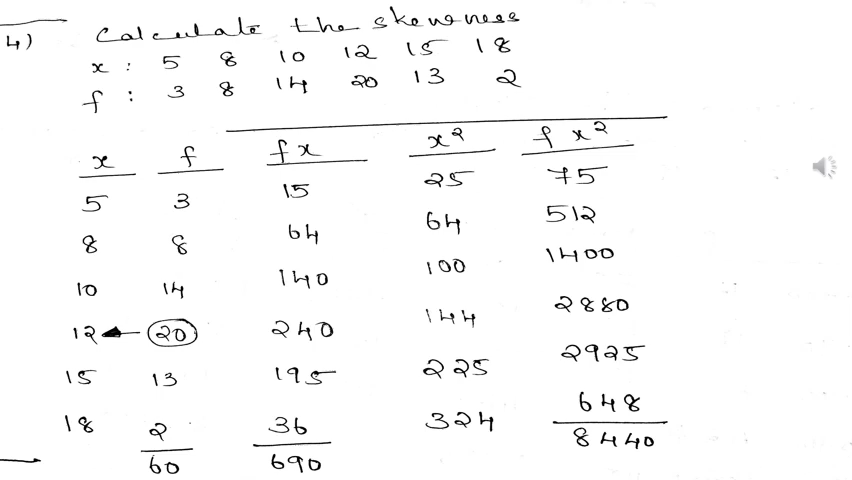 4) Calculate the skewness
x : 5 8 10 12 15 18
f : 3 8 14 20 13 2
x f fx x² f x²
5 3 15 25 75
8 8 64 64 512
10 14 140 100 1400
12 20 240 144 2880
15 13 195 225 2925
18 2 36 324 648
60 690 8440